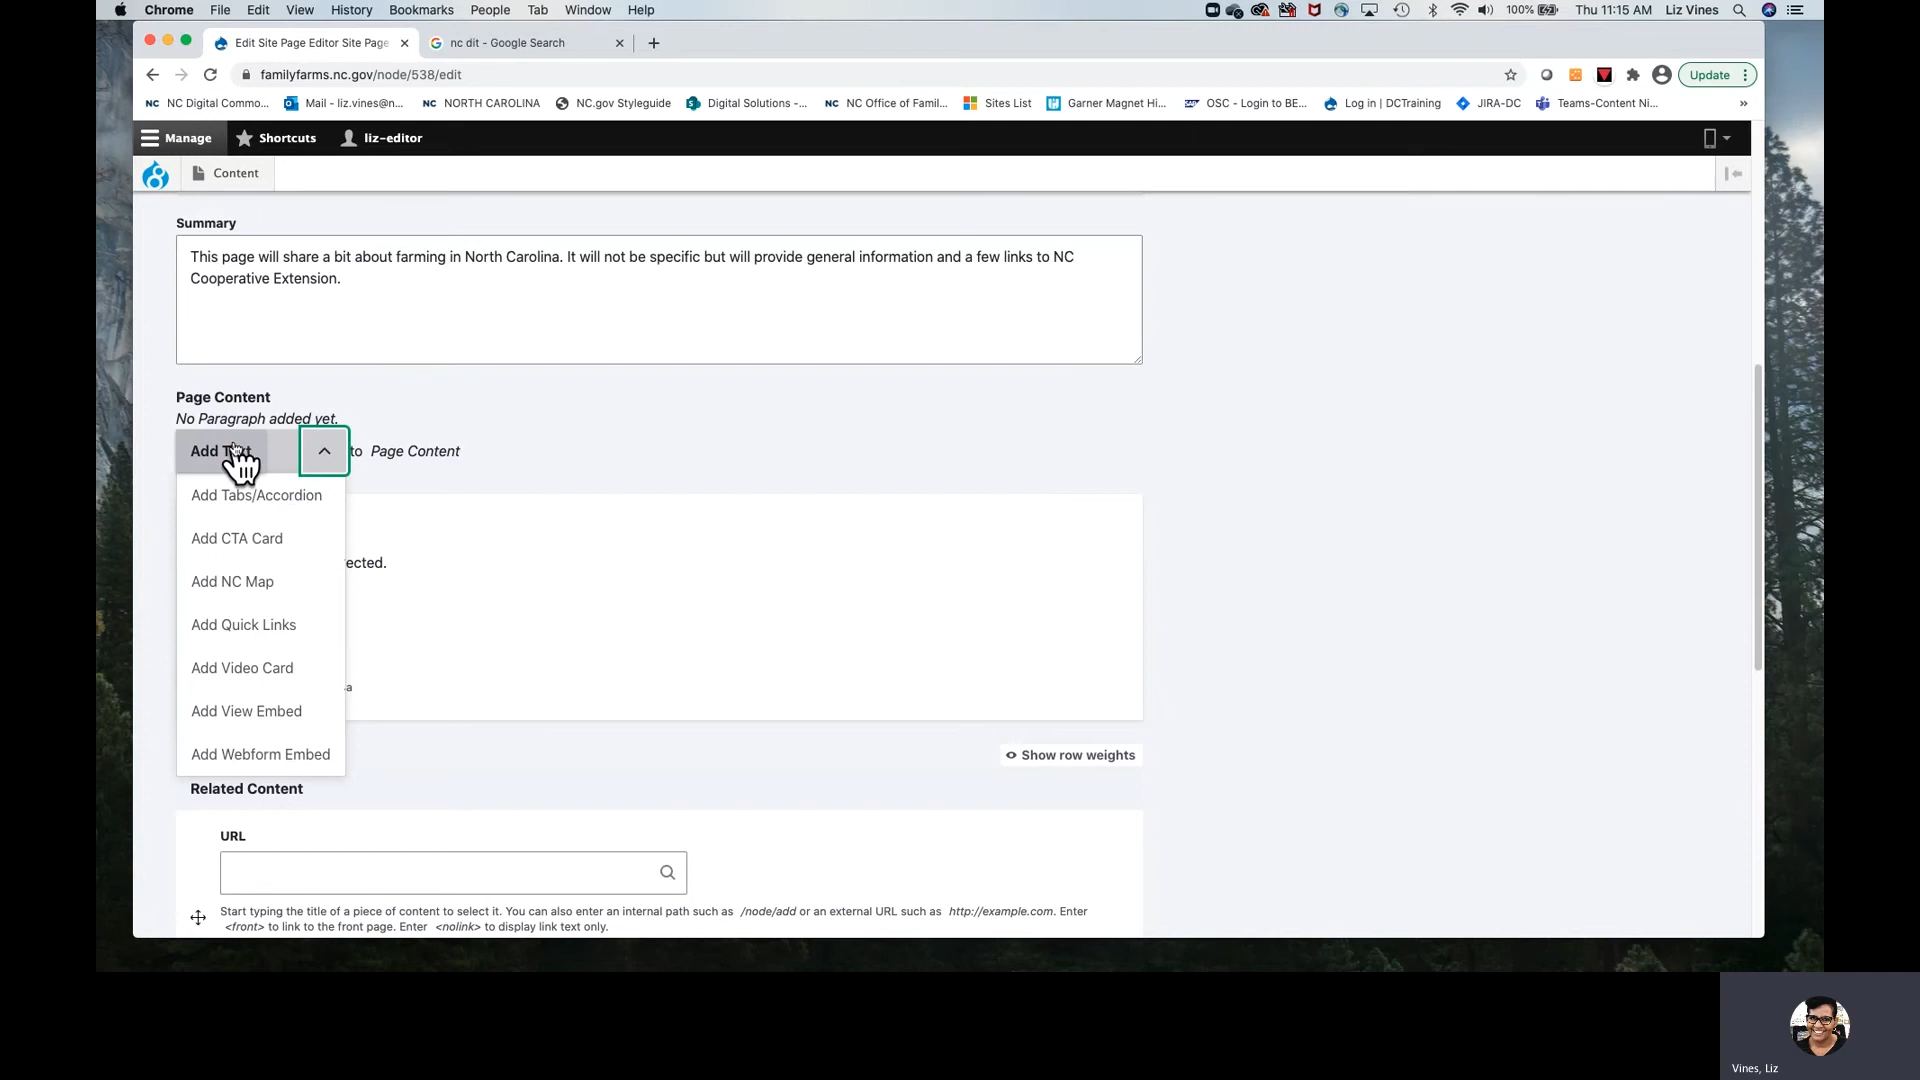 Chrome File Edit View History Bookmarks People Tab Window Help 100% Thu 11:15 AM Liz Vines
Edit Site Page Editor Site Page nc dit - Google Search
familyfarms.nc.gov/node/538/edit Update
NC Digital Commo... Mail - liz.vines@n... NORTH CAROLINA NC.gov Styleguide Digital Solutions -... NC Office of Famil... Sites List Garner Magnet Hi... OSC - Login to BE... Log in | DCTraining JIRA-DC Teams-Content Ni... »
Manage Shortcuts liz-editor
Content
Summary
This page will share a bit about farming in North Carolina. It will not be specific but will provide general information and a few links to NC
Cooperative Extension.
Page Content
No Paragraph added yet.
Add Text to Page Content
Add Tabs/Accordion
Add CTA Card
ected.
Add NC Map
Add Quick Links
Add Video Card
Add View Embed
Add Webform Embed
Show row weights
Related Content
URL
Start typing the title of a piece of content to select it. You can also enter an internal path such as /node/add or an external URL such as http://example.com. Enter
<front> to link to the front page. Enter <nolink> to display link text only.
Vines, Liz